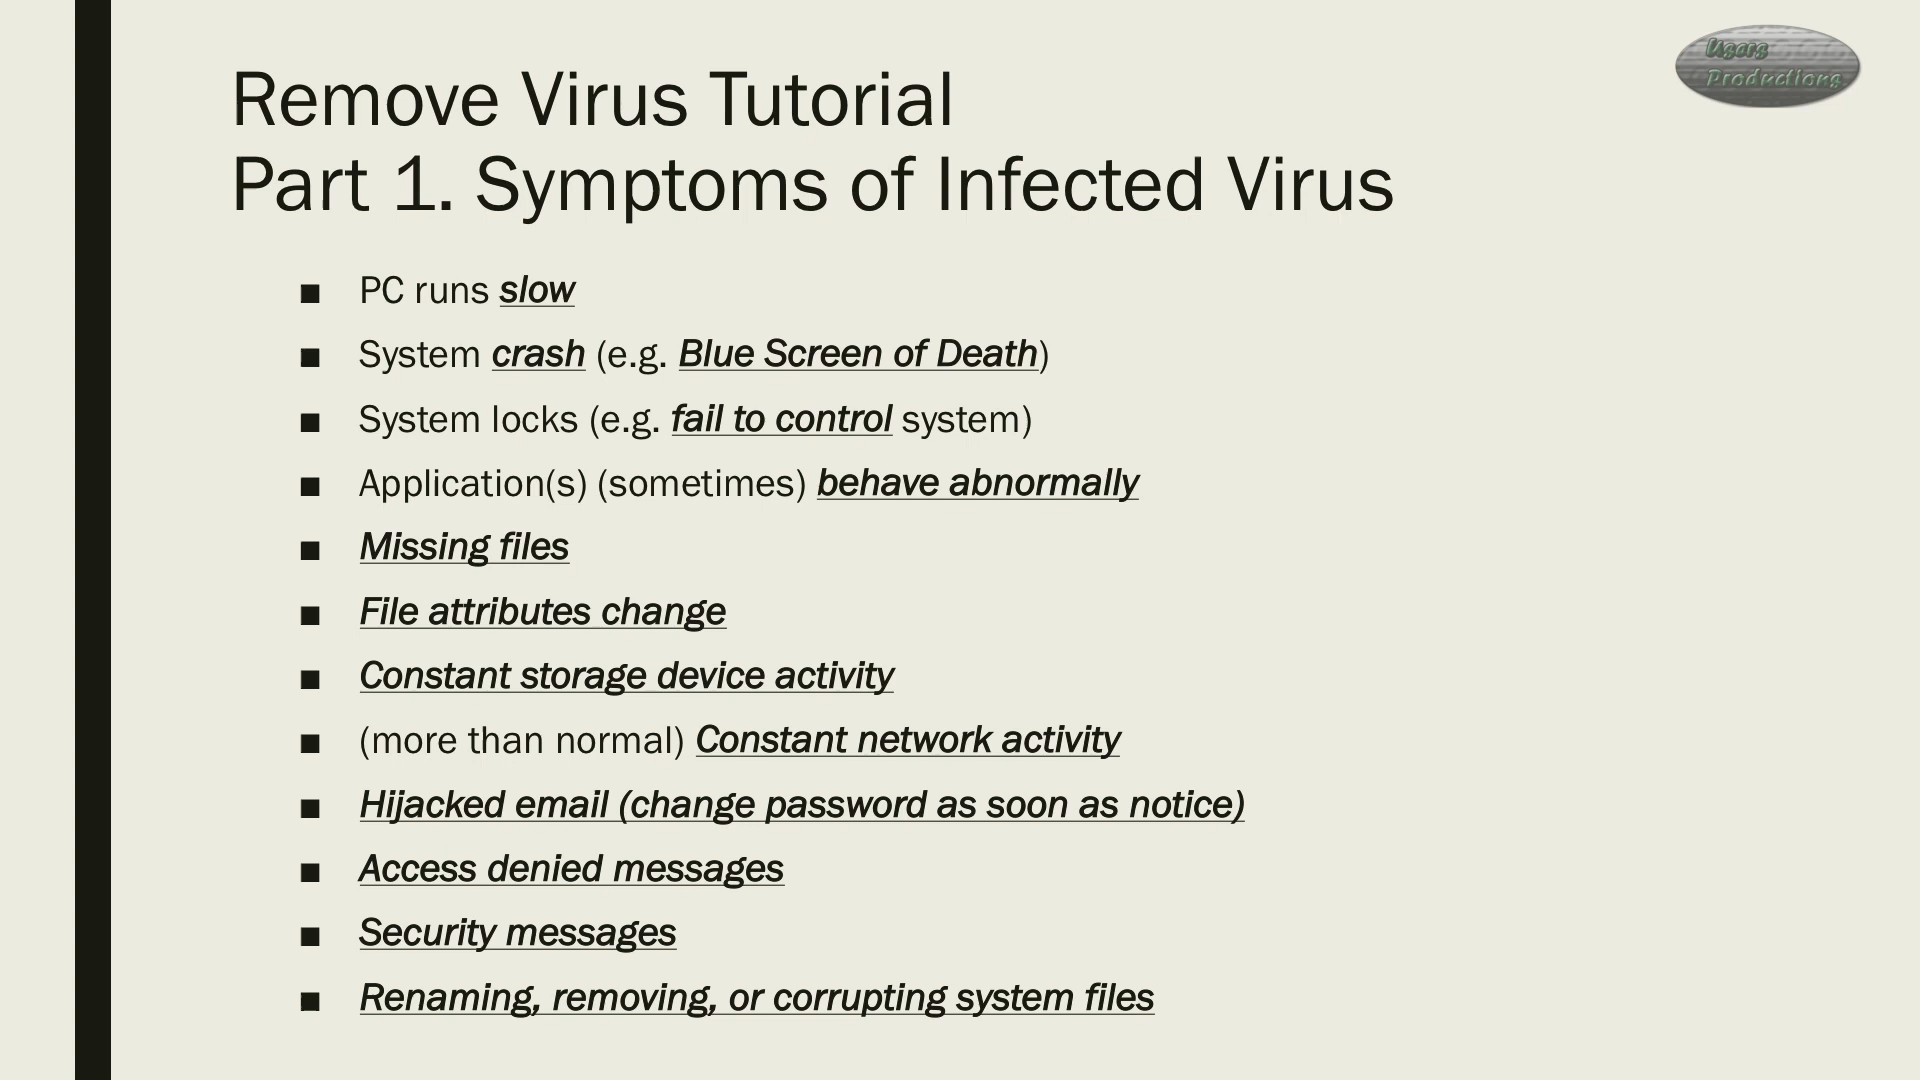 Users
Productions
Remove Virus Tutorial
Part 1. Symptoms of Infected Virus
■ PC runs slow
■ System crash (e.g. Blue Screen of Death)
■ System locks (e.g. fail to control system)
■ Application(s) (sometimes) behave abnormally
■ Missing files
■ File attributes change
■ Constant storage device activity
■ (more than normal) Constant network activity
■ Hijacked email (change password as soon as notice)
■ Access denied messages
■ Security messages
■ Renaming, removing, or corrupting system files